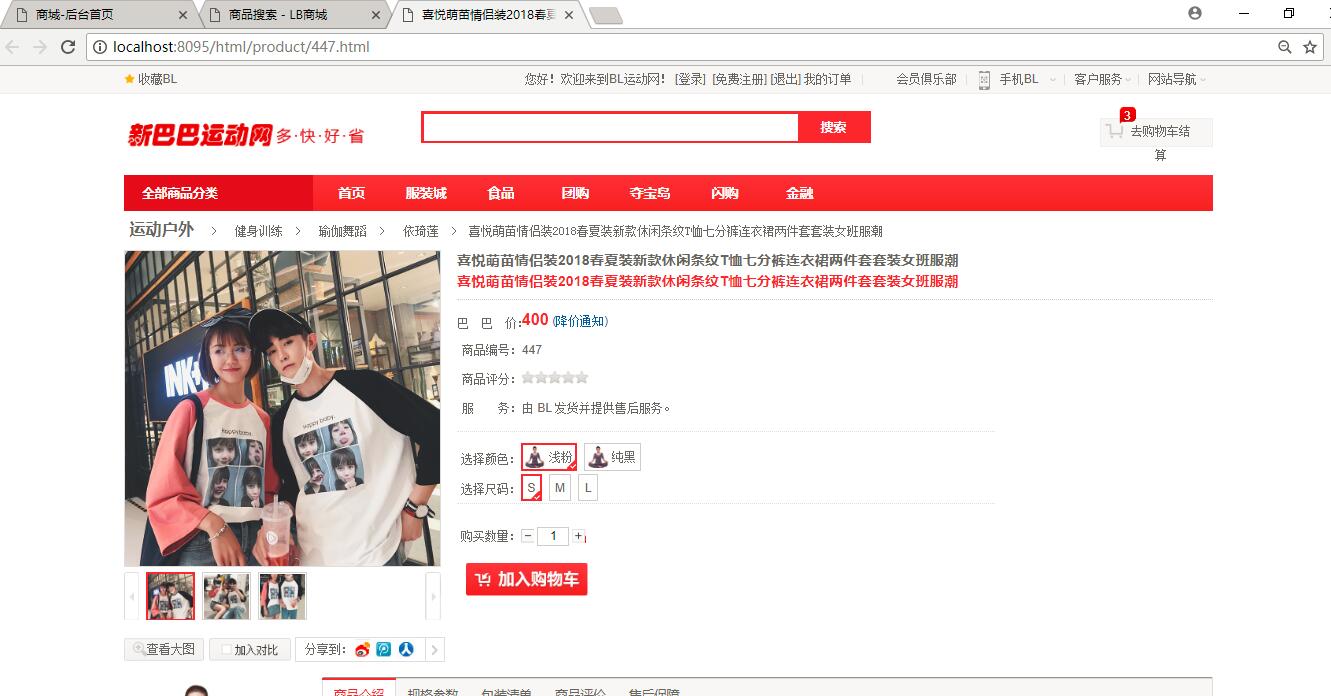 商城-后台首页
商品搜索 - LB商城
喜悦萌苗情侣装2018春夏
localhost:8095/html/product/447.html
收藏BL
您好！欢迎来到BL运动网！ [登录] [免费注册] [退出] 我的订单
会员俱乐部
手机BL
客户服务
网站导航
新巴巴运动网 多·快·好·省
搜索
3
去购物车结
算
全部商品分类 首页 服装城 食品 团购 夺宝岛 闪购 金融
运动户外 > 健身训练 > 瑜伽舞蹈 > 依琦莲 > 喜悦萌苗情侣装2018春夏装新款休闲条纹T恤七分裤连衣裙两件套套装女班服潮
喜悦萌苗情侣装2018春夏装新款休闲条纹T恤七分裤连衣裙两件套套装女班服潮
喜悦萌苗情侣装2018春夏装新款休闲条纹T恤七分裤连衣裙两件套套装女班服潮
巴 巴 价:400 (降价通知)
商品编号： 447
商品评分：
服 务： 由 BL 发货并提供售后服务。
选择颜色： 浅粉 纯黑
选择尺码： S M L
购买数量： − 1 +
加入购物车
INK
Happy baby.
Happy baby.
查看大图
加入对比
分享到：
商品介绍 规格参数 包装清单 商品评价 售后保障